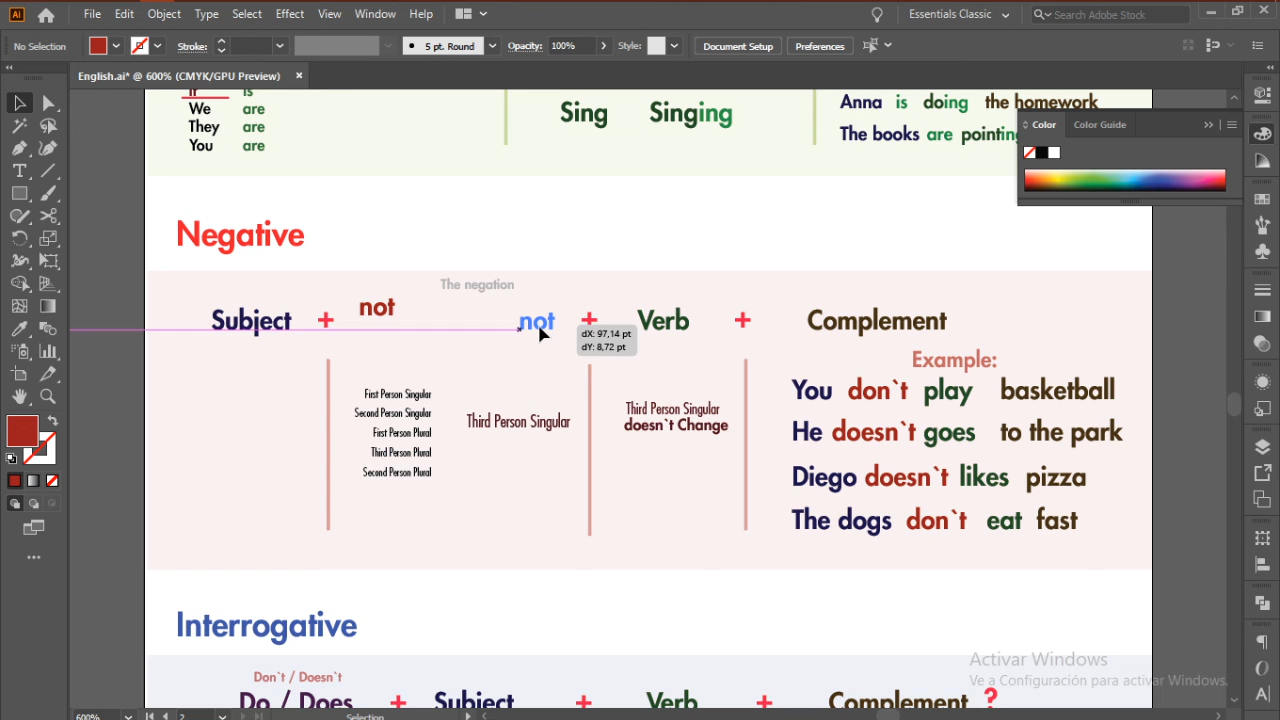 File Edit Object Type Select Effect View Window Help
Essentials Classic
Search Adobe Stock
No Selection
Stroke:
5 pt. Round
Opacity: 100%
Style:
Document Setup
Preferences
English.ai* @ 600% (CMYK/GPU Preview)
It is
We are
They are
You are
Sing Singing
Anna is doing the homework
The books are pointing
Color
Color Guide
Negative
The negation
Subject + not not + Verb + Complement
dX: 97,14 pt
dY: 8,72 pt
First Person Singular
Second Person Singular
First Person Plural
Third Person Plural
Second Person Plural
Third Person Singular
Third Person Singular
doesn`t Change
Example:
You don`t play basketball
He doesn`t goes to the park
Diego doesn`t likes pizza
The dogs don`t eat fast
Interrogative
Don`t / Doesn`t
Do / Does + Subject + Verb + Complement ?
Activar Windows
Ve a Configuración para activar Windows.
600%
2
Selection